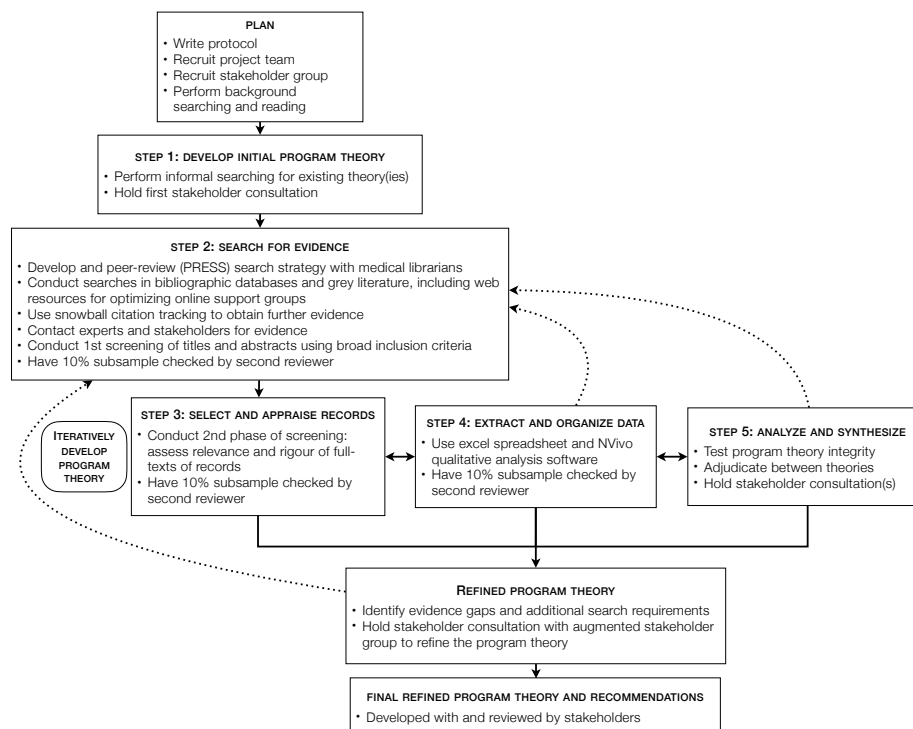 PLAN
• Write protocol
• Recruit project team
• Recruit stakeholder group
• Perform background
searching and reading
STEP 1: DEVELOP INITIAL PROGRAM THEORY
• Perform informal searching for existing theory(ies)
• Hold first stakeholder consultation
STEP 2: SEARCH FOR EVIDENCE
• Develop and peer-review (PRESS) search strategy with medical librarians
• Conduct searches in bibliographic databases and grey literature, including web
resources for optimizing online support groups
• Use snowball citation tracking to obtain further evidence
• Contact experts and stakeholders for evidence
• Conduct 1st screening of titles and abstracts using broad inclusion criteria
• Have 10% subsample checked by second reviewer
ITERATIVELY
DEVELOP
PROGRAM
THEORY
STEP 3: SELECT AND APPRAISE RECORDS
• Conduct 2nd phase of screening:
assess relevance and rigour of full-
texts of records
• Have 10% subsample checked by
second reviewer
STEP 4: EXTRACT AND ORGANIZE DATA
• Use excel spreadsheet and NVivo
qualitative analysis software
• Have 10% subsample checked by
second reviewer
STEP 5: ANALYZE AND SYNTHESIZE
• Test program theory integrity
• Adjudicate between theories
• Hold stakeholder consultation(s)
REFINED PROGRAM THEORY
• Identify evidence gaps and additional search requirements
• Hold stakeholder consultation with augmented stakeholder
group to refine the program theory
FINAL REFINED PROGRAM THEORY AND RECOMMENDATIONS
• Developed with and reviewed by stakeholders